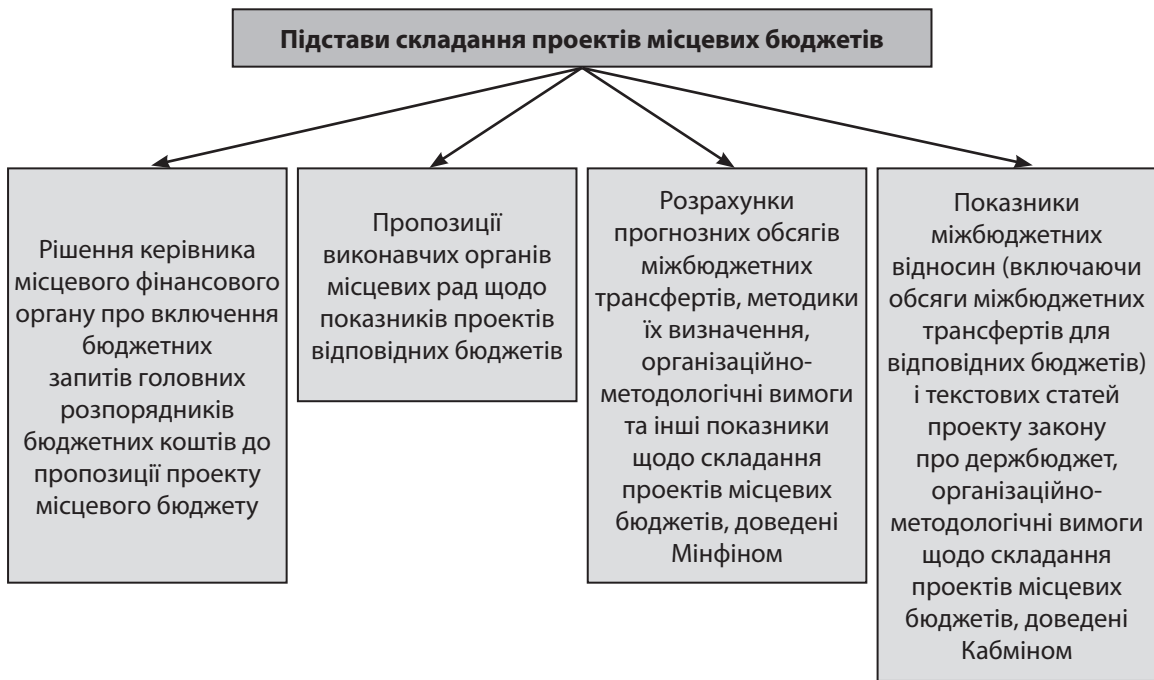 Підстави складання проектів місцевих бюджетів
Рішення керівника
місцевого фінансового
органу про включення
бюджетних
запитів головних
розпорядників
бюджетних коштів до
пропозиції проекту
місцевого бюджету
Пропозиції
виконавчих органів
місцевих рад щодо
показників проектів
відповідних бюджетів
Розрахунки
прогнозних обсягів
міжбюджетних
трансфертів, методики
їх визначення,
організаційно-
методологічні вимоги
та інші показники
щодо складання
проектів місцевих
бюджетів, доведені
Мінфіном
Показники
міжбюджетних
відносин (включаючи
обсяги міжбюджетних
трансфертів для
відповідних бюджетів)
і текстових статей
проекту закону
про держбюджет,
організаційно-
методологічні вимоги
щодо складання
проектів місцевих
бюджетів, доведені
Кабміном